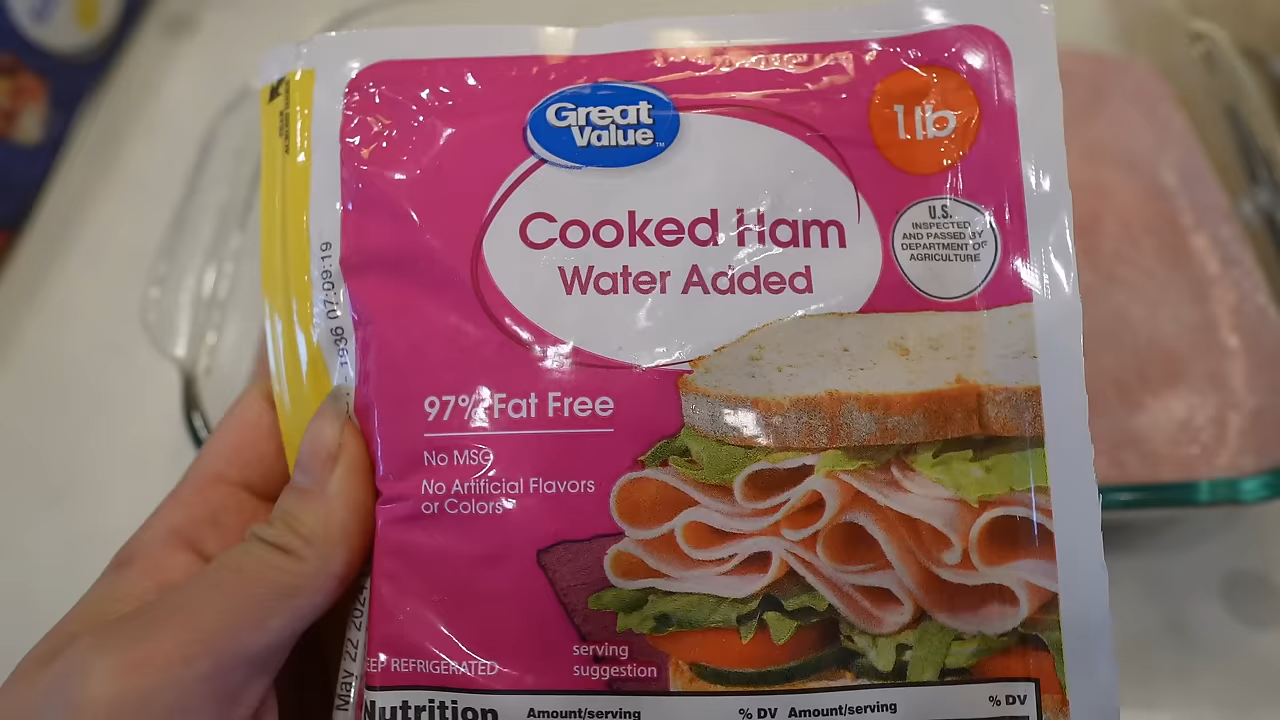 Great
Value™
1 lb
Cooked Ham
Water Added
U.S.
INSPECTED
AND PASSED BY
DEPARTMENT OF
AGRICULTURE
97% Fat Free
No MSG
No Artificial Flavors
or Colors
1936 07:09:19
May 22 2024
EEP REFRIGERATED
serving
suggestion
Nutrition
Amount/serving
% DV
Amount/serving
% DV